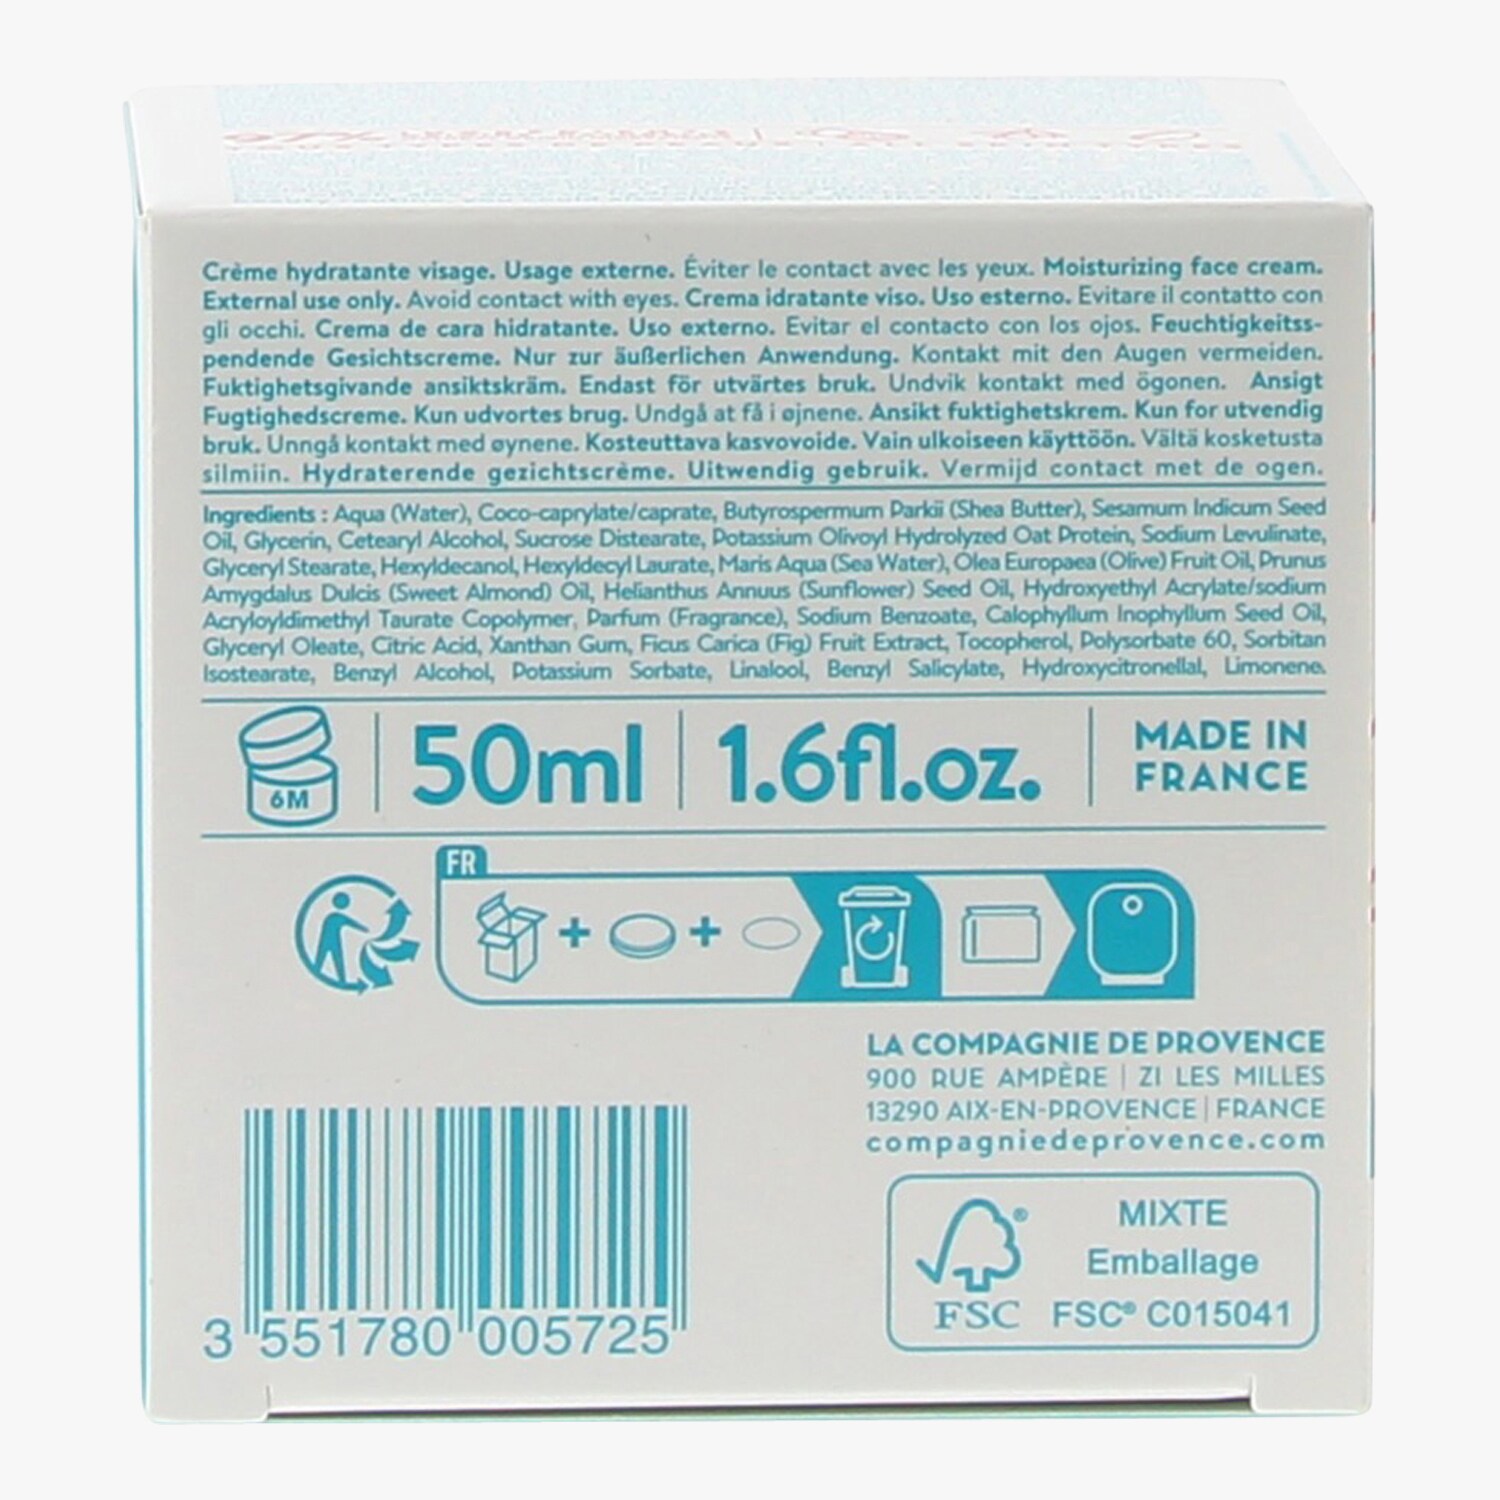 97%
Crème hydratante visage. Usage externe. Éviter le contact avec les yeux. Moisturizing face cream.
External use only. Avoid contact with eyes. Crema idratante viso. Uso esterno. Evitare il contatto con
gli occhi. Crema de cara hidratante. Uso externo. Evitar el contacto con los ojos. Feuchtigkeitss-
pendende Gesichtscreme. Nur zur äußerlichen Anwendung. Kontakt mit den Augen vermeiden.
Fuktighetsgivande ansiktskräm. Endast för utvärtes bruk. Undvik kontakt med ögonen. Ansigt
Fugtighedscreme. Kun udvortes brug. Undgå at få i øjnene. Ansikt fuktighetskrem. Kun for utvendig
bruk. Unngå kontakt med øynene. Kosteuttava kasvovoide. Vain ulkoiseen käyttöön. Vältä kosketusta
silmiin. Hydraterende gezichtscrème. Uitwendig gebruik. Vermijd contact met de ogen.
Ingredients : Aqua (Water), Coco-caprylate/caprate, Butyrospermum Parkii (Shea Butter), Sesamum Indicum Seed
Oil, Glycerin, Cetearyl Alcohol, Sucrose Distearate, Potassium Olivoyl Hydrolyzed Oat Protein, Sodium Levulinate,
Glyceryl Stearate, Hexyldecanol, Hexyldecyl Laurate, Maris Aqua (Sea Water), Olea Europaea (Olive) Fruit Oil, Prunus
Amygdalus Dulcis (Sweet Almond) Oil, Helianthus Annuus (Sunflower) Seed Oil, Hydroxyethyl Acrylate/sodium
Acryloyldimethyl Taurate Copolymer, Parfum (Fragrance), Sodium Benzoate, Calophyllum Inophyllum Seed Oil,
Glyceryl Oleate, Citric Acid, Xanthan Gum, Ficus Carica (Fig) Fruit Extract, Tocopherol, Polysorbate 60, Sorbitan
Isostearate, Benzyl Alcohol, Potassium Sorbate, Linalool, Benzyl Salicylate, Hydroxycitronellal, Limonene.
6M
50ml
1.6fl.oz.
MADE IN
FRANCE
FR
LA COMPAGNIE DE PROVENCE
900 RUE AMPÈRE | ZI LES MILLES
13290 AIX-EN-PROVENCE | FRANCE
compagniedeprovence.com
3 551780 005725
MIXTE
Emballage
FSC® C015041
® FSC